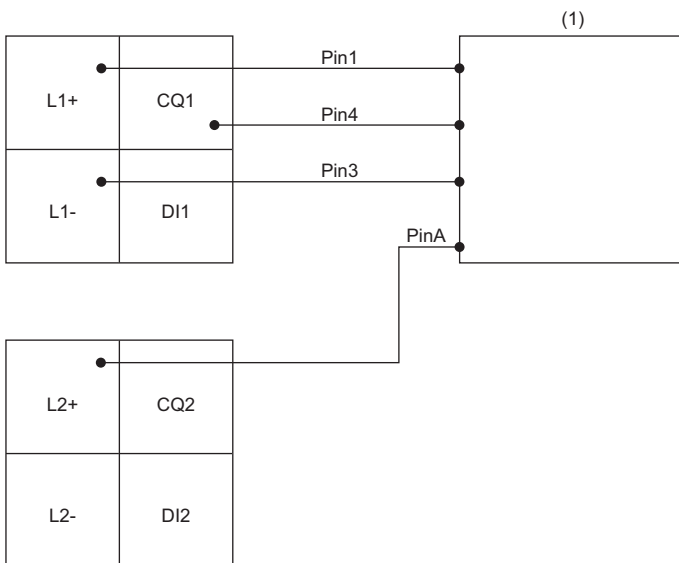 (1)
Pin1
L1+
CQ1
Pin4
Pin3
L1-
DI1
PinA
L2+
CQ2
L2-
DI2